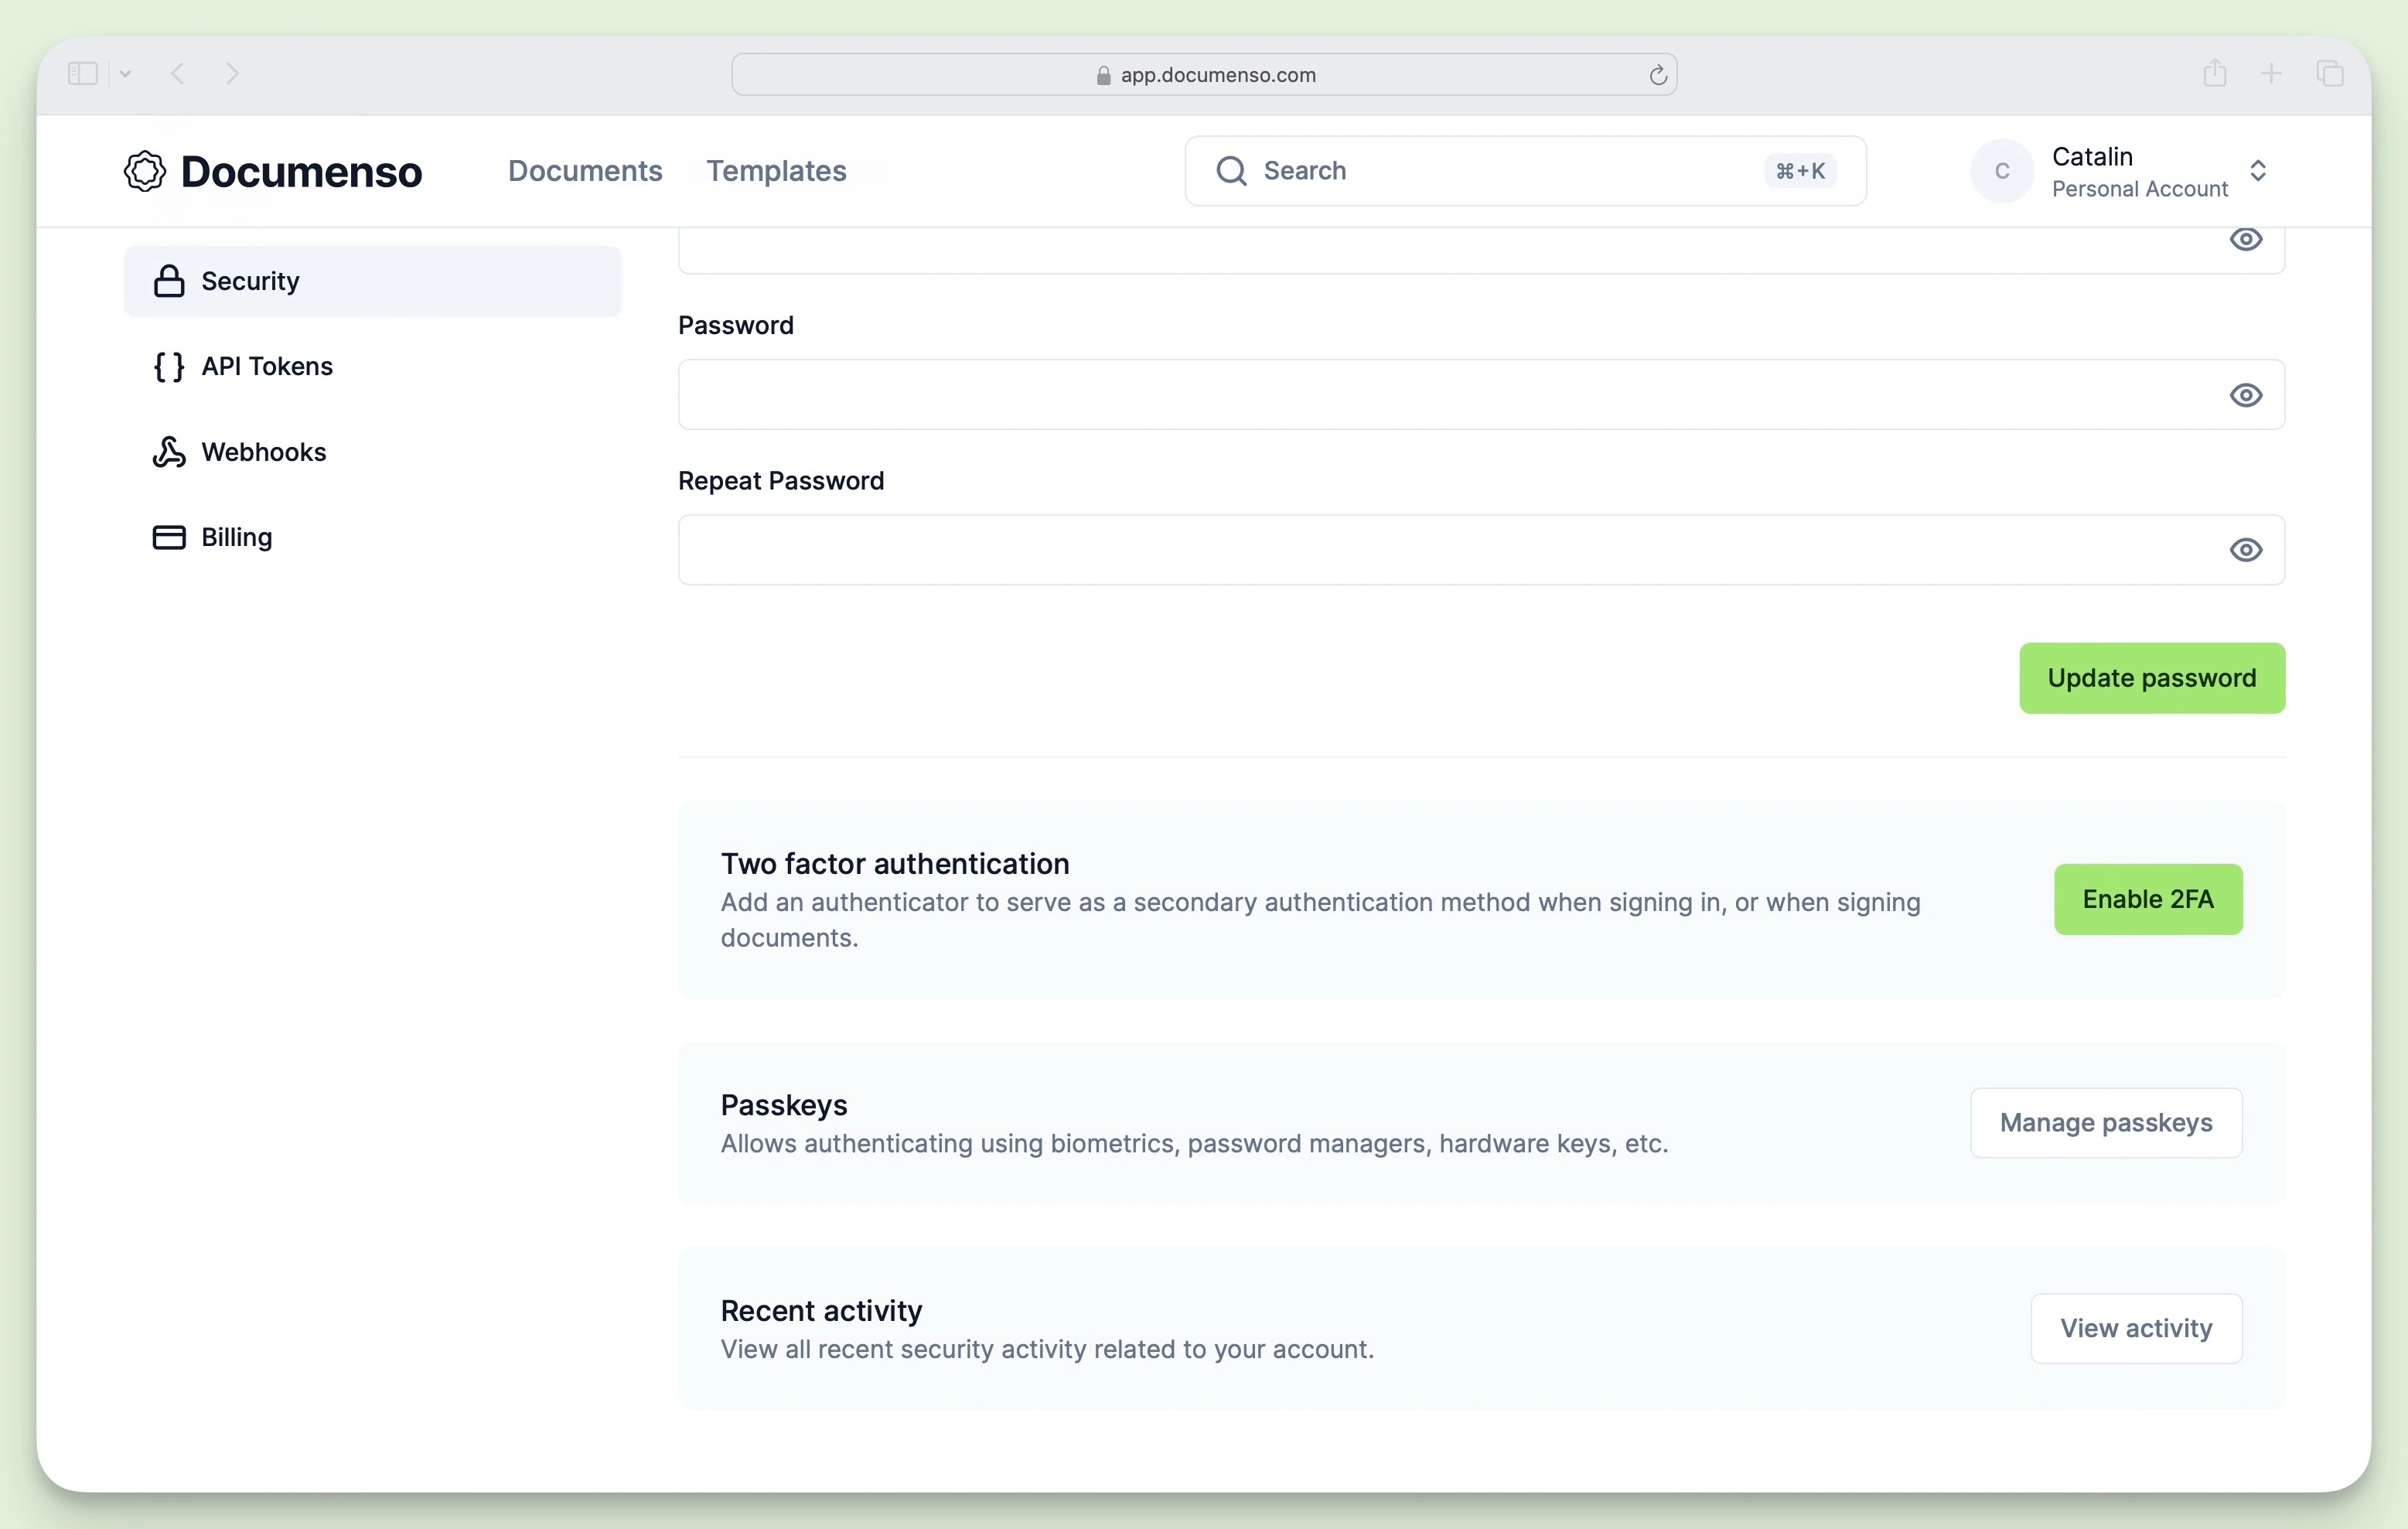 app.documenso.com
Documenso
Documents
Templates
Search
⌘+K
C
Catalin
Personal Account
Security
API Tokens
Webhooks
Billing
Password
Repeat Password
Update password
Two factor authentication
Add an authenticator to serve as a secondary authentication method when signing in, or when signing
documents.
Enable 2FA
Passkeys
Allows authenticating using biometrics, password managers, hardware keys, etc.
Manage passkeys
Recent activity
View all recent security activity related to your account.
View activity